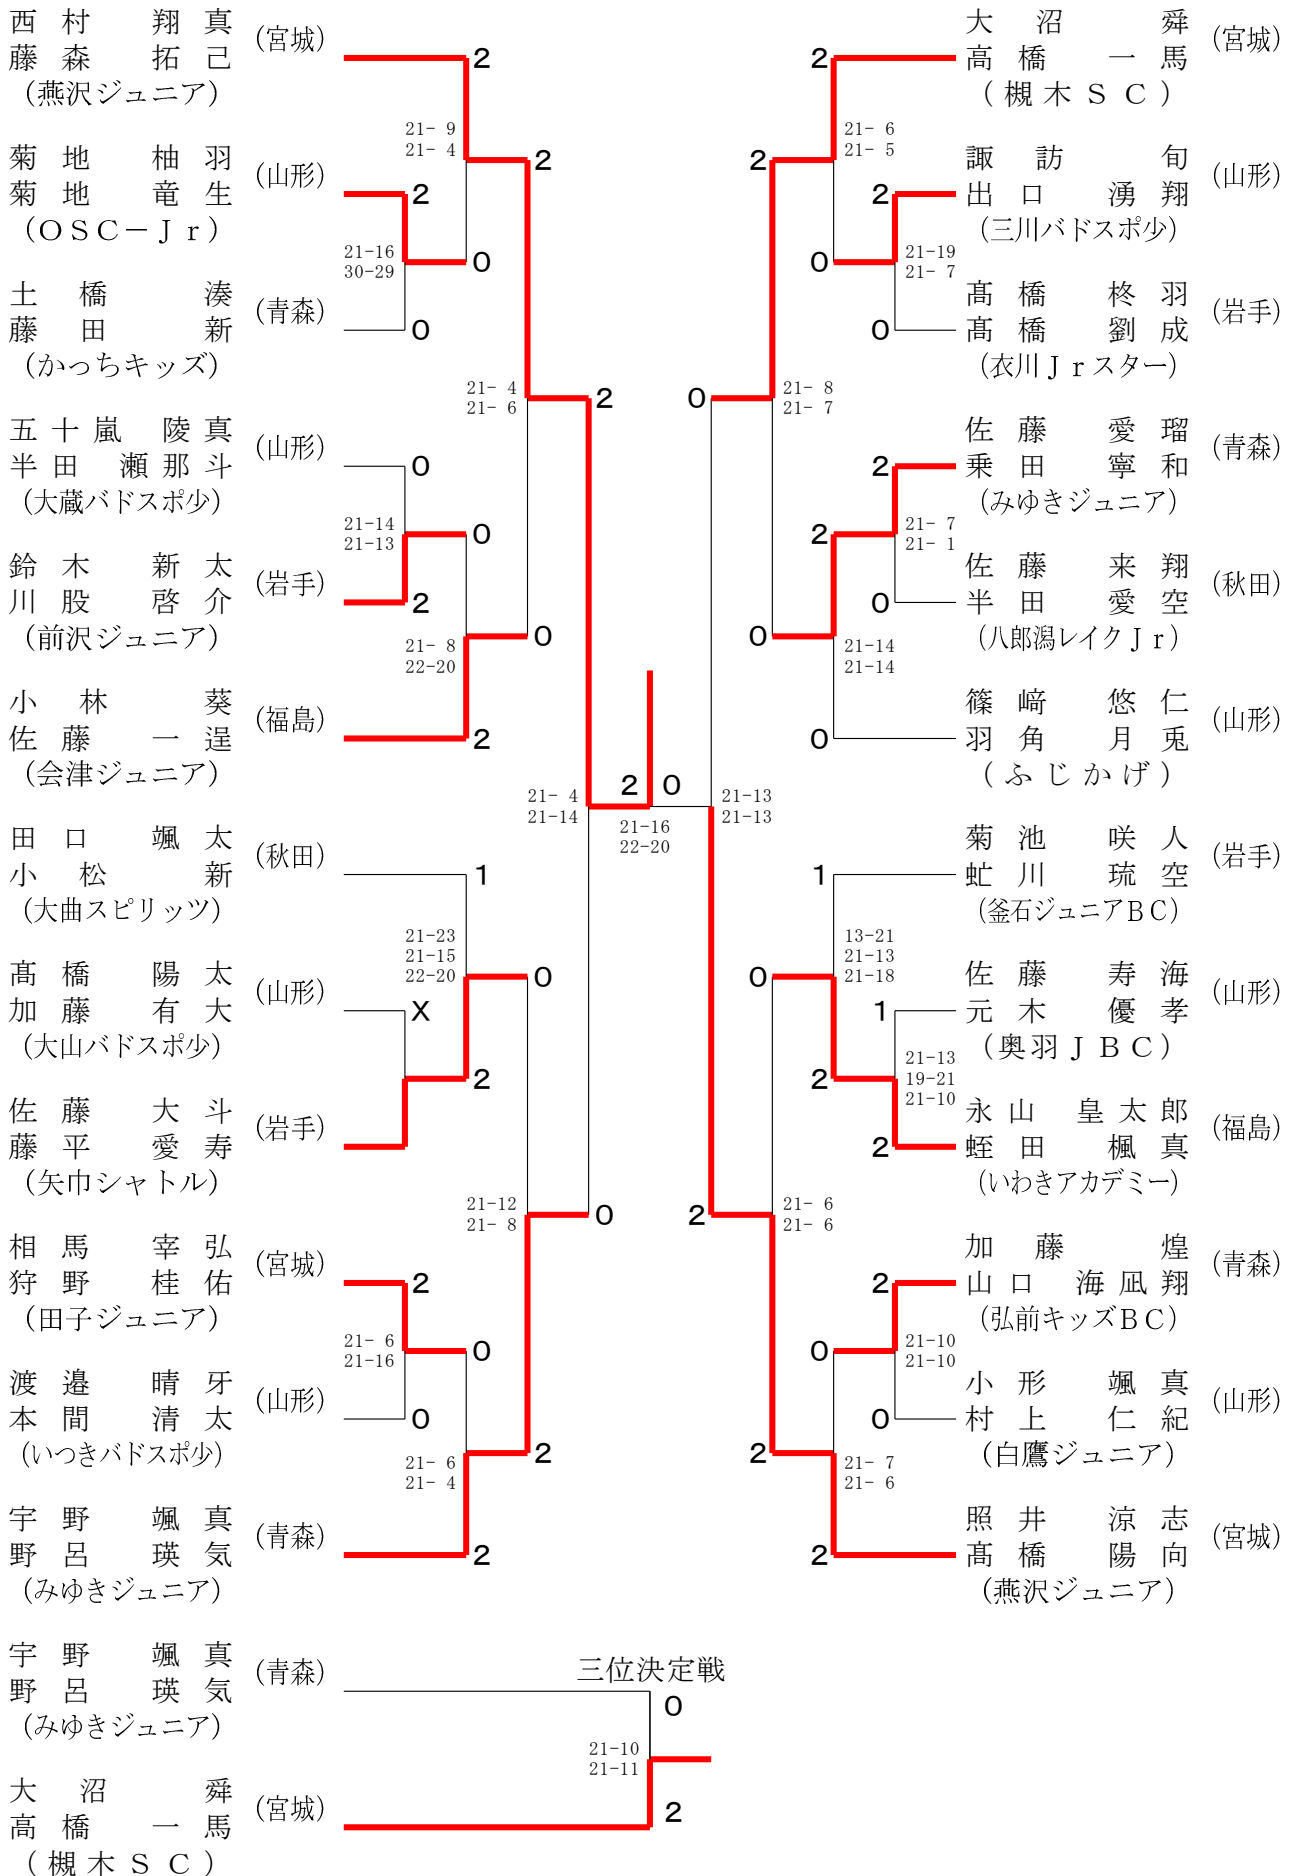 西村 翔真
藤森 拓己
(燕沢ジュニア)
(宮城)
2
21- 9
21- 4
2
菊地 柚羽
菊地 竜生
(OSC－Jr)
(山形)
2
21-16
30-29
0
土橋 湊
藤田 新
(かっちキッズ)
(青森)
0
21- 4
21- 6
2
五十嵐 陵真
半田 瀬那斗
(大蔵バドスポ少)
(山形)
0
21-14
21-13
0
鈴木 新太
川股 啓介
(前沢ジュニア)
(岩手)
2
21- 8
22-20
0
小林 葵
佐藤 一逞
(会津ジュニア)
(福島)
2
21- 4
21-14
田口 颯太
小松 新
(大曲スピリッツ)
(秋田)
1
21-23
21-15
22-20
0
髙橋 陽太
加藤 有大
(大山バドスポ少)
(山形)
X
2
佐藤 大斗
藤平 愛寿
(矢巾シャトル)
(岩手)
21-12
21- 8
0
相馬 宰弘
狩野 桂佑
(田子ジュニア)
(宮城)
2
21- 6
21-16
0
渡邉 晴牙
本間 清太
(いつきバドスポ少)
(山形)
0
21- 6
21- 4
2
宇野 颯真
野呂 瑛気
(みゆきジュニア)
(青森)
2
2 0
21-16
22-20
大沼 舜
高橋 一馬
(槻木SC)
(宮城)
2
21- 6
21- 5
2
諏訪 旬
出口 湧翔
(三川バドスポ少)
(山形)
2
21-19
21- 7
0
髙橋 柊羽
髙橋 劉成
(衣川Jrスター)
(岩手)
0
21- 8
21- 7
0
佐藤 愛瑠
乗田 寧和
(みゆきジュニア)
(青森)
2
21- 7
21- 1
2
佐藤 来翔
半田 愛空
(八郎潟レイクJr)
(秋田)
0
21-14
21-14
0
篠﨑 悠仁
羽角 月兎
(ふじかげ)
(山形)
0
21-13
21-13
菊池 咲人
虻川 琉空
(釜石ジュニアBC)
(岩手)
1
13-21
21-13
21-18
0
佐藤 寿海
元木 優孝
(奥羽JBC)
(山形)
1
21-13
19-21
21-10
2
永山 皇太郎
蛭田 楓真
(いわきアカデミー)
(福島)
2
21- 6
21- 6
2
加藤 煌
山口 海凪翔
(弘前キッズBC)
(青森)
2
21-10
21-10
0
小形 颯真
村上 仁紀
(白鷹ジュニア)
(山形)
0
21- 7
21- 6
2
照井 涼志
髙橋 陽向
(燕沢ジュニア)
(宮城)
2
三位決定戦
宇野 颯真
野呂 瑛気
(みゆきジュニア)
(青森)
0
21-10
21-11
大沼 舜
高橋 一馬
(槻木SC)
(宮城)
2